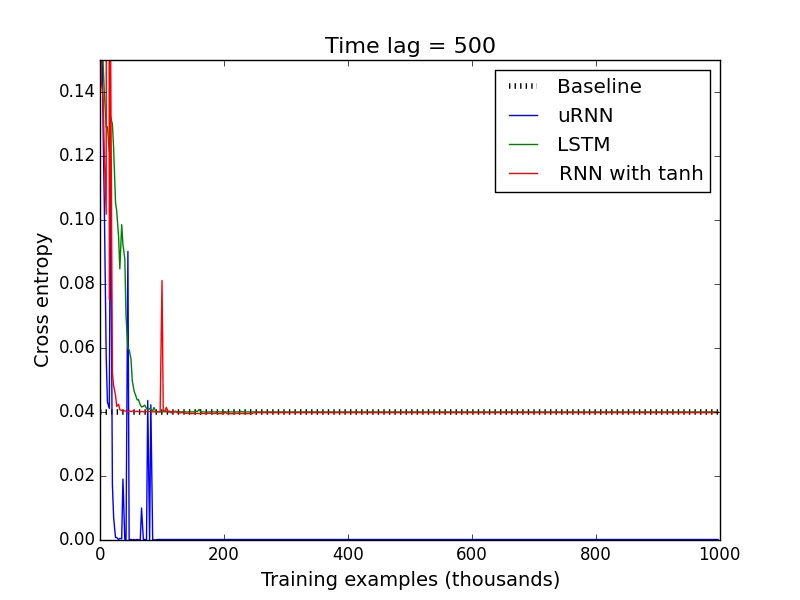 Time lag = 500
Cross entropy
0.14
0.12
0.10
0.08
0.06
0.04
0.02
0.00
Baseline
uRNN
LSTM
RNN with tanh
0 200 400 600 800 1000
Training examples (thousands)